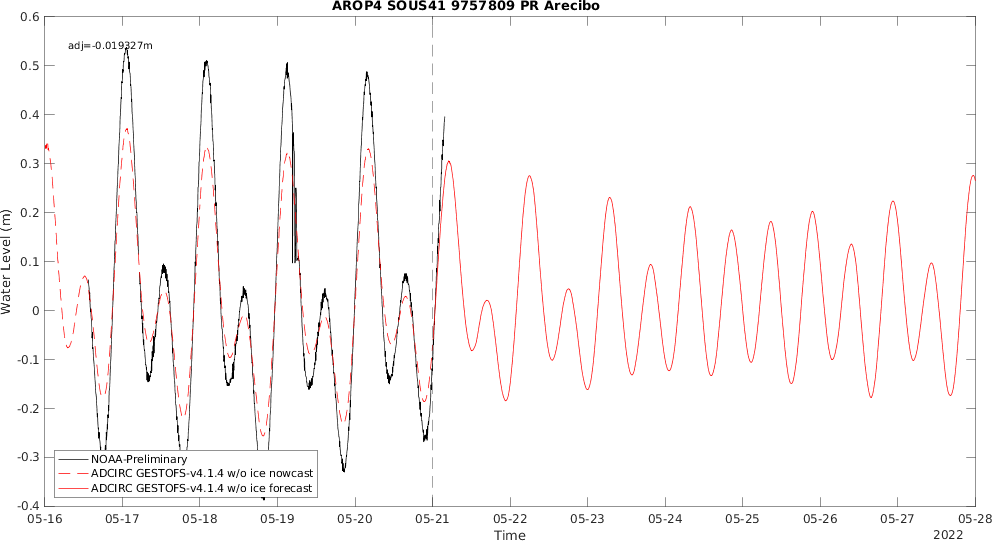 AROP4 SOUS41 9757809 PR Arecibo
adj=-0.019327m
Water Level (m)
0.6
0.5
0.4
0.3
0.2
0.1
0
-0.1
-0.2
-0.3
-0.4
NOAA-Preliminary
ADCIRC GESTOFS-v4.1.4 w/o ice nowcast
ADCIRC GESTOFS-v4.1.4 w/o ice forecast
05-16 05-17 05-18 05-19 05-20 05-21 05-22 05-23 05-24 05-25 05-26 05-27 05-28
Time
2022